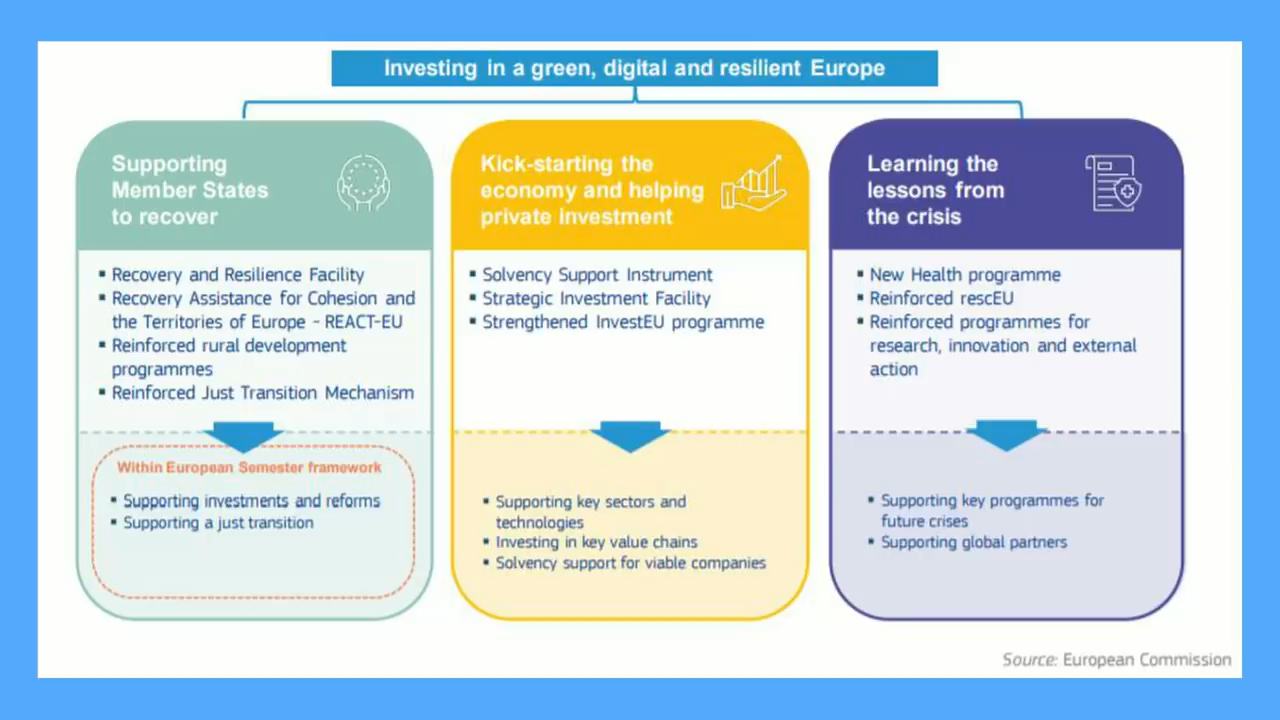 Investing in a green, digital and resilient Europe
Supporting
Member States
to recover
▪ Recovery and Resilience Facility
▪ Recovery Assistance for Cohesion and
the Territories of Europe - REACT-EU
▪ Reinforced rural development
programmes
▪ Reinforced Just Transition Mechanism
Within European Semester framework
▪ Supporting investments and reforms
▪ Supporting a just transition
Kick-starting the
economy and helping
private investment
▪ Solvency Support Instrument
▪ Strategic Investment Facility
▪ Strengthened InvestEU programme
▪ Supporting key sectors and
technologies
▪ Investing in key value chains
▪ Solvency support for viable companies
Learning the
lessons from
the crisis
▪ New Health programme
▪ Reinforced rescEU
▪ Reinforced programmes for
research, innovation and external
action
▪ Supporting key programmes for
future crises
▪ Supporting global partners
Source: European Commission